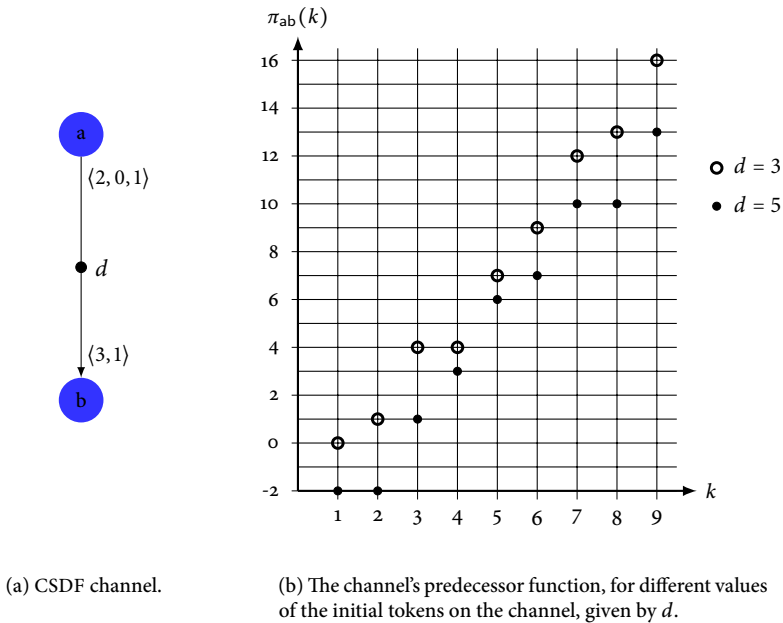 a
⟨2, 0, 1⟩
d
⟨3, 1⟩
b
π_ab(k)
16
14
12
10
8
6
4
2
0
-2
1 2 3 4 5 6 7 8 9
k
d = 3
d = 5
(a) CSDF channel.
(b) The channel's predecessor function, for different values
of the initial tokens on the channel, given by d.